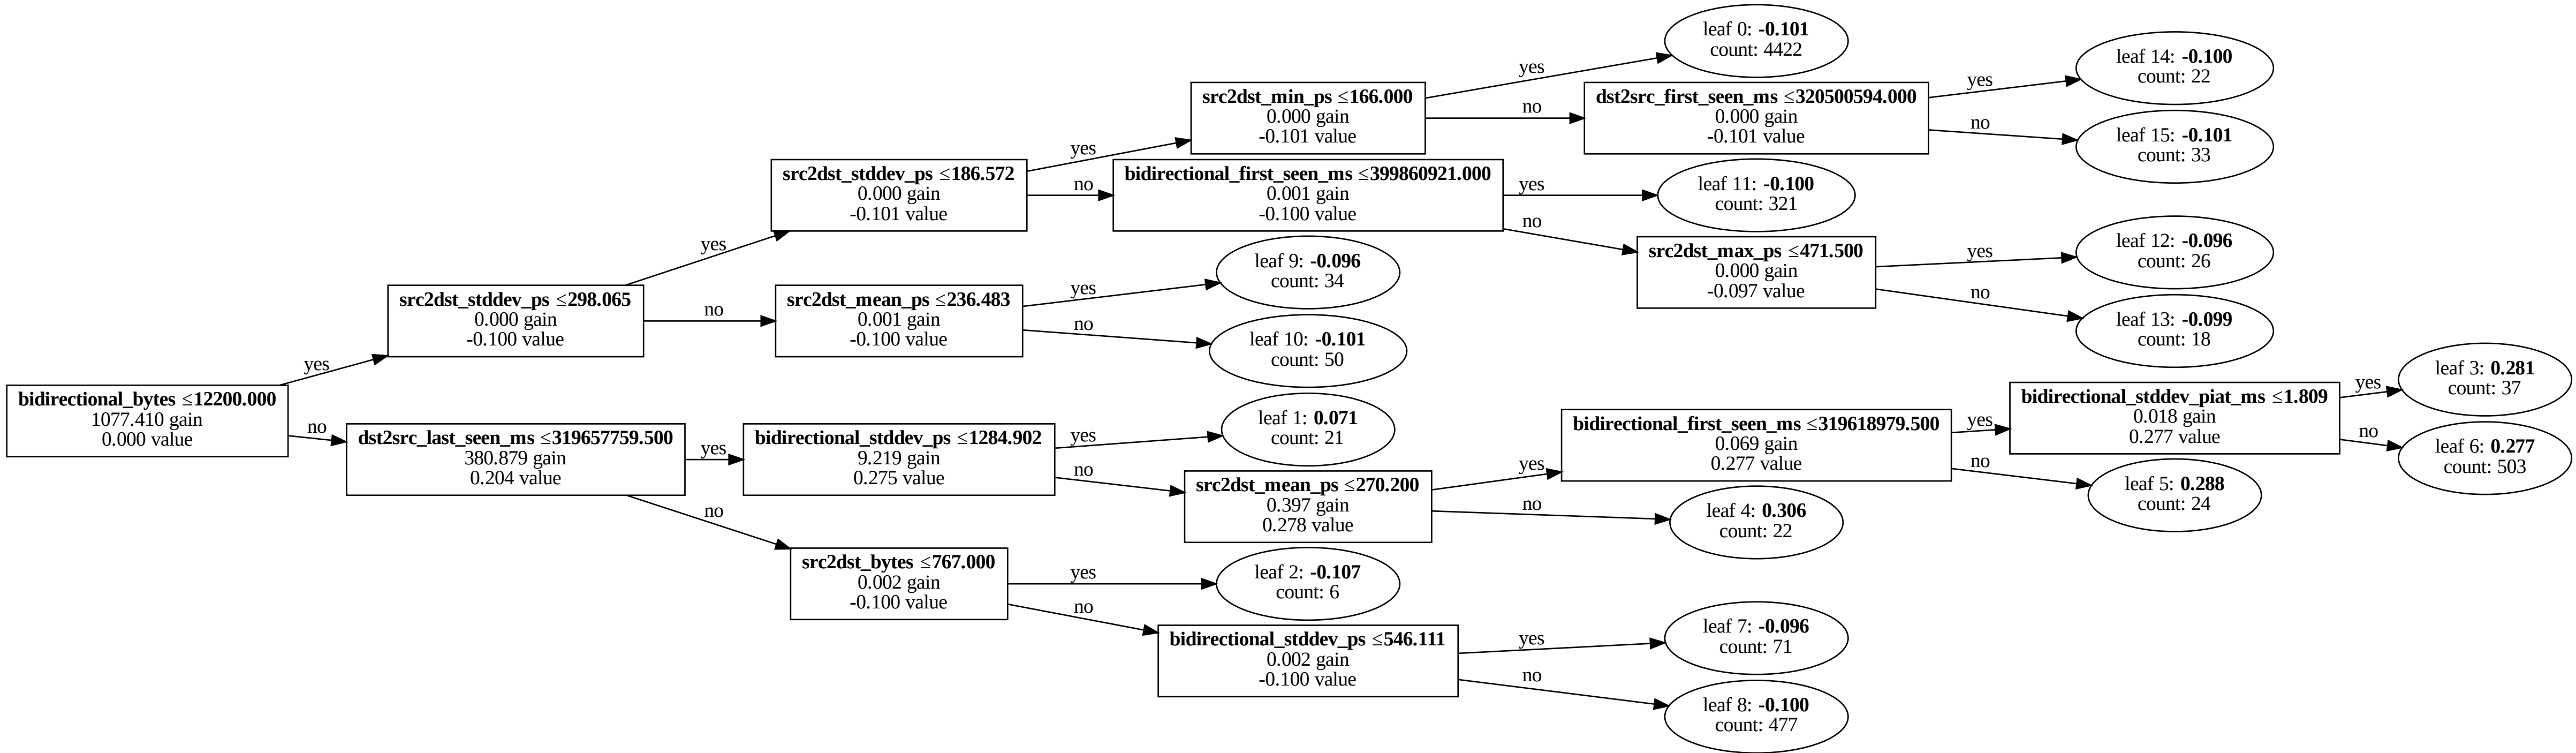 bidirectional_bytes ≤12200.000
1077.410 gain
0.000 value
yes
no
src2dst_stddev_ps ≤298.065
0.000 gain
-0.100 value
yes
no
dst2src_last_seen_ms ≤319657759.500
380.879 gain
0.204 value
yes
no
src2dst_stddev_ps ≤186.572
0.000 gain
-0.101 value
yes
no
src2dst_mean_ps ≤236.483
0.001 gain
-0.100 value
yes
no
bidirectional_stddev_ps ≤1284.902
9.219 gain
0.275 value
yes
no
src2dst_bytes ≤767.000
0.002 gain
-0.100 value
yes
no
src2dst_min_ps ≤166.000
0.000 gain
-0.101 value
yes
no
bidirectional_first_seen_ms ≤399860921.000
0.001 gain
-0.100 value
yes
no
leaf 9: -0.096
count: 34
leaf 10: -0.101
count: 50
leaf 1: 0.071
count: 21
src2dst_mean_ps ≤270.200
0.397 gain
0.278 value
yes
no
leaf 2: -0.107
count: 6
bidirectional_stddev_ps ≤546.111
0.002 gain
-0.100 value
yes
no
leaf 0: -0.101
count: 4422
dst2src_first_seen_ms ≤320500594.000
0.000 gain
-0.101 value
yes
no
leaf 11: -0.100
count: 321
src2dst_max_ps ≤471.500
0.000 gain
-0.097 value
yes
no
bidirectional_first_seen_ms ≤319618979.500
0.069 gain
0.277 value
yes
no
leaf 4: 0.306
count: 22
leaf 7: -0.096
count: 71
leaf 8: -0.100
count: 477
leaf 14: -0.100
count: 22
leaf 15: -0.101
count: 33
leaf 12: -0.096
count: 26
leaf 13: -0.099
count: 18
bidirectional_stddev_piat_ms ≤1.809
0.018 gain
0.277 value
yes
no
leaf 5: 0.288
count: 24
leaf 3: 0.281
count: 37
leaf 6: 0.277
count: 503